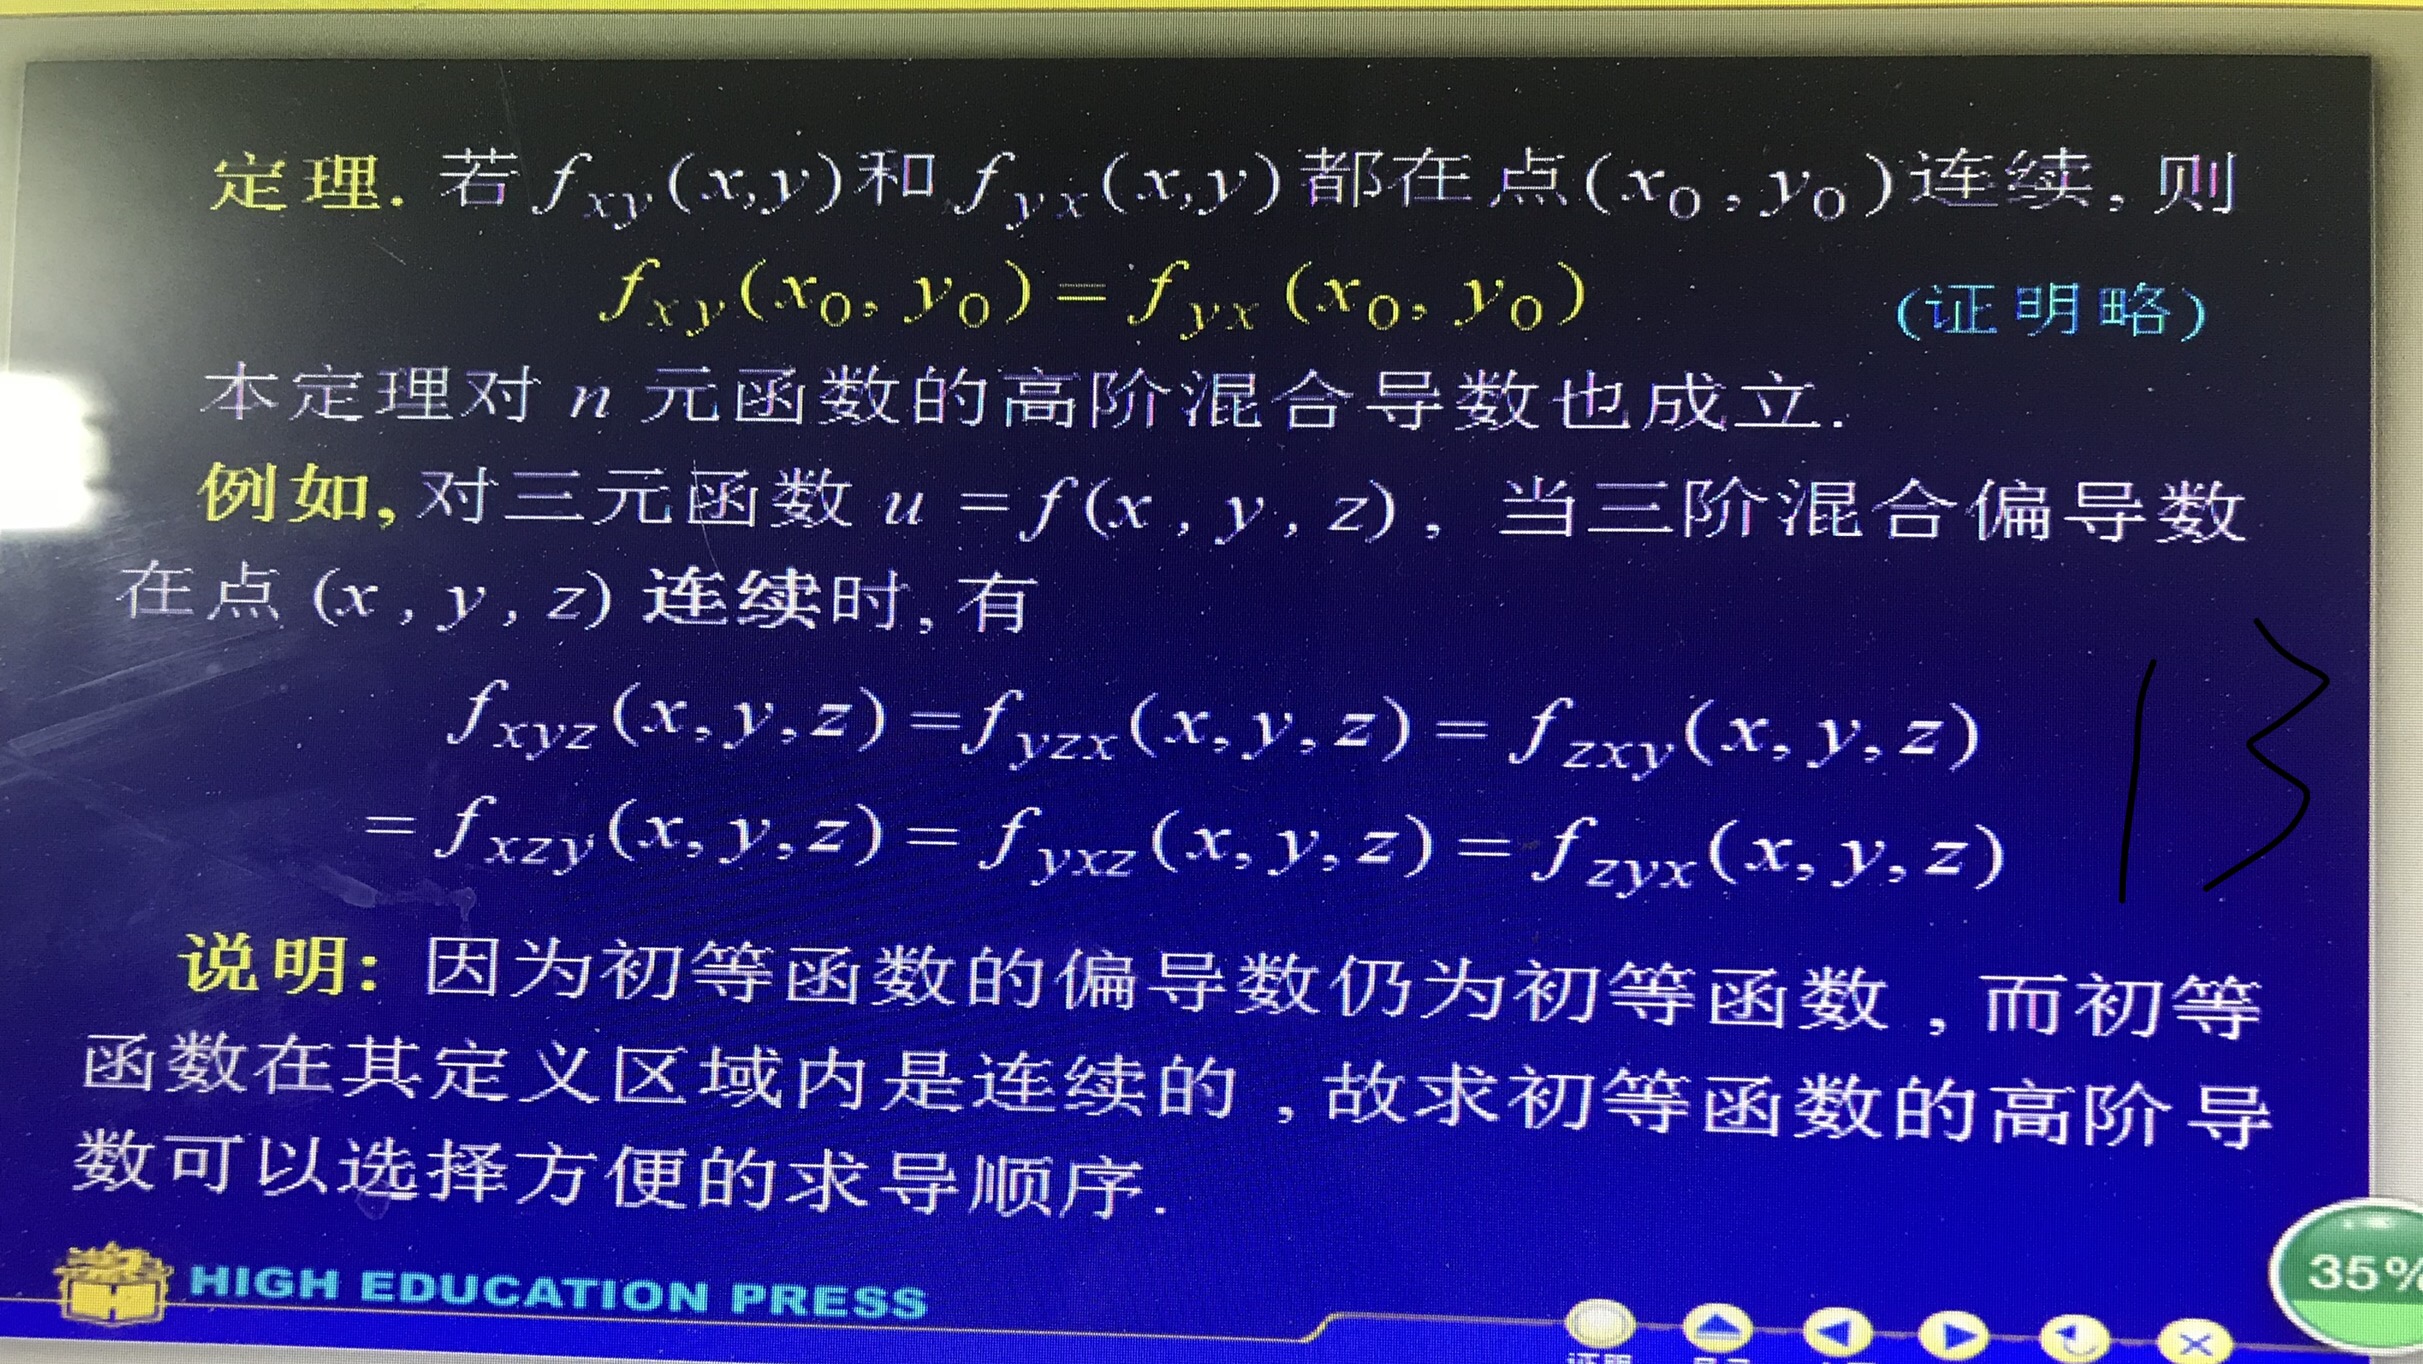 定理. 若 f_{xy}(x,y) 和 f_{yx}(x,y) 都在点(x_0, y_0)连续, 则
f_{xy}(x_0, y_0) = f_{yx}(x_0, y_0) (证明略)
本定理对 n 元函数的高阶混合导数也成立.
例如, 对三元函数 u = f(x, y, z), 当三阶混合偏导数
在点 (x, y, z) 连续时, 有
f_{xyz}(x, y, z) = f_{yzx}(x, y, z) = f_{zxy}(x, y, z)
= f_{xzy}(x, y, z) = f_{yxz}(x, y, z) = f_{zyx}(x, y, z)
13
说明: 因为初等函数的偏导数仍为初等函数, 而初等
函数在其定义区域内是连续的, 故求初等函数的高阶导
数可以选择方便的求导顺序.
HIGH EDUCATION PRESS
35%